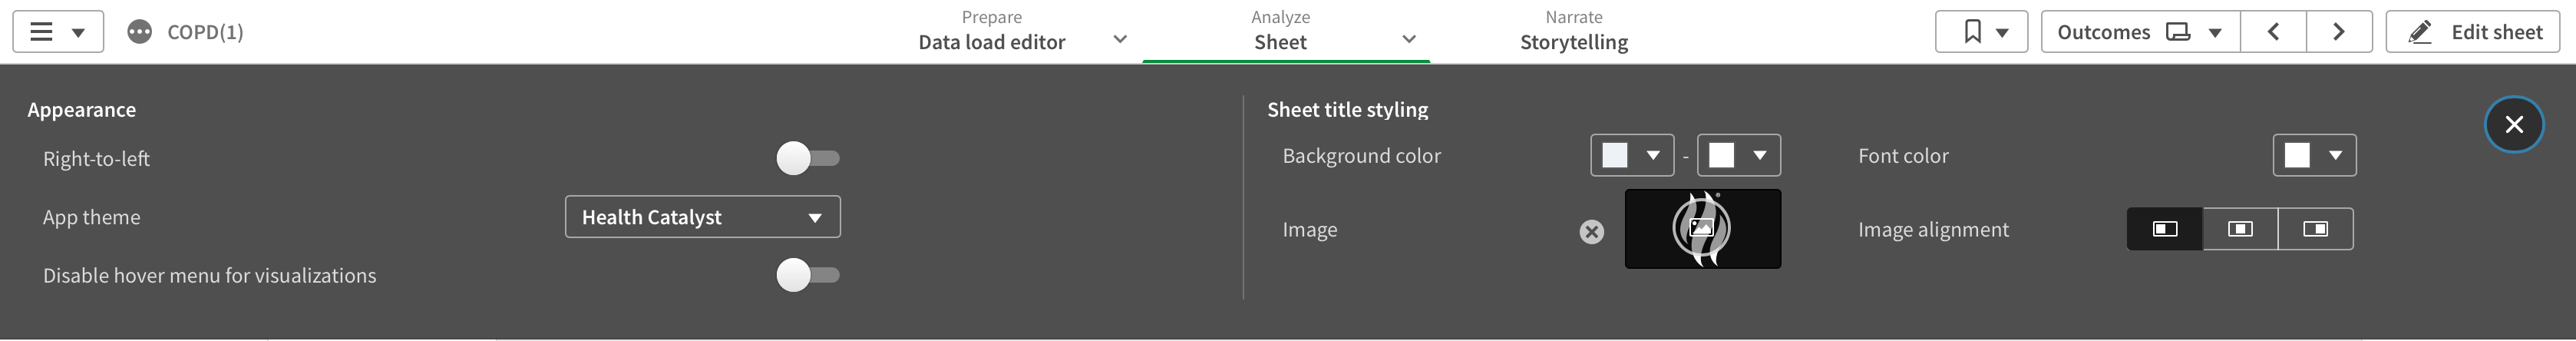 COPD(1)
Prepare
Data load editor
Analyze
Sheet
Narrate
Storytelling
Outcomes
Edit sheet
Appearance
Right-to-left
App theme
Health Catalyst
Disable hover menu for visualizations
Sheet title styling
Background color
-
Font color
Image
Image alignment